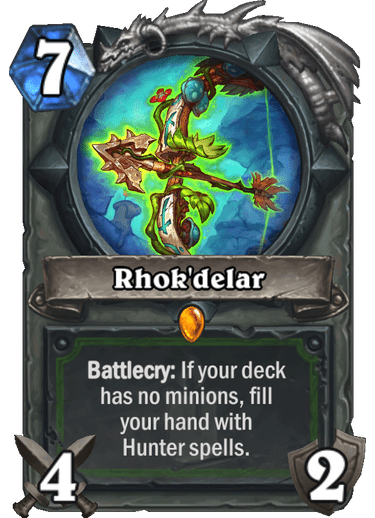 7
Rhok'delar
Battlecry: If your deck
has no minions, fill
your hand with
Hunter spells.
4
2